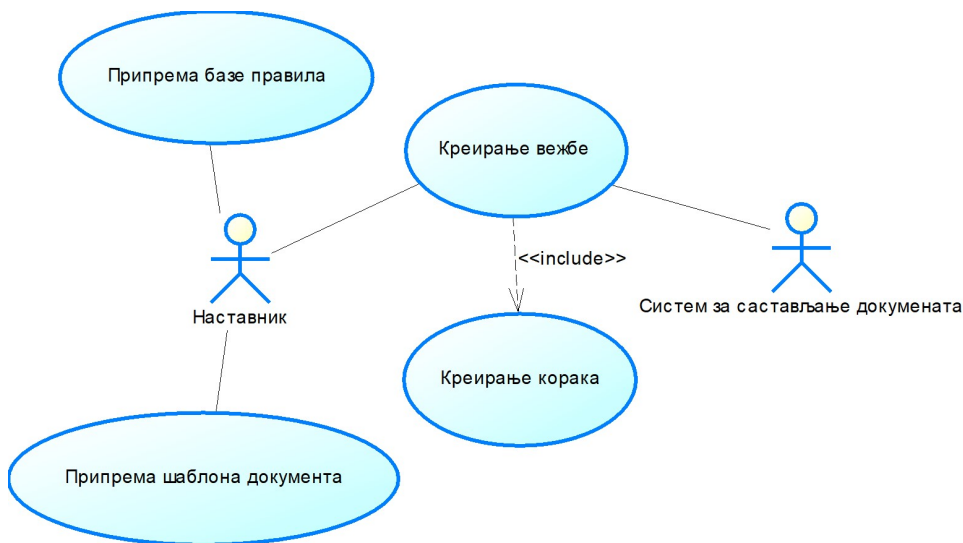 Припрема базе правила
Креирање вежбе
<<include>>
Наставник
Систем за састављање докумената
Креирање корака
Припрема шаблона документа